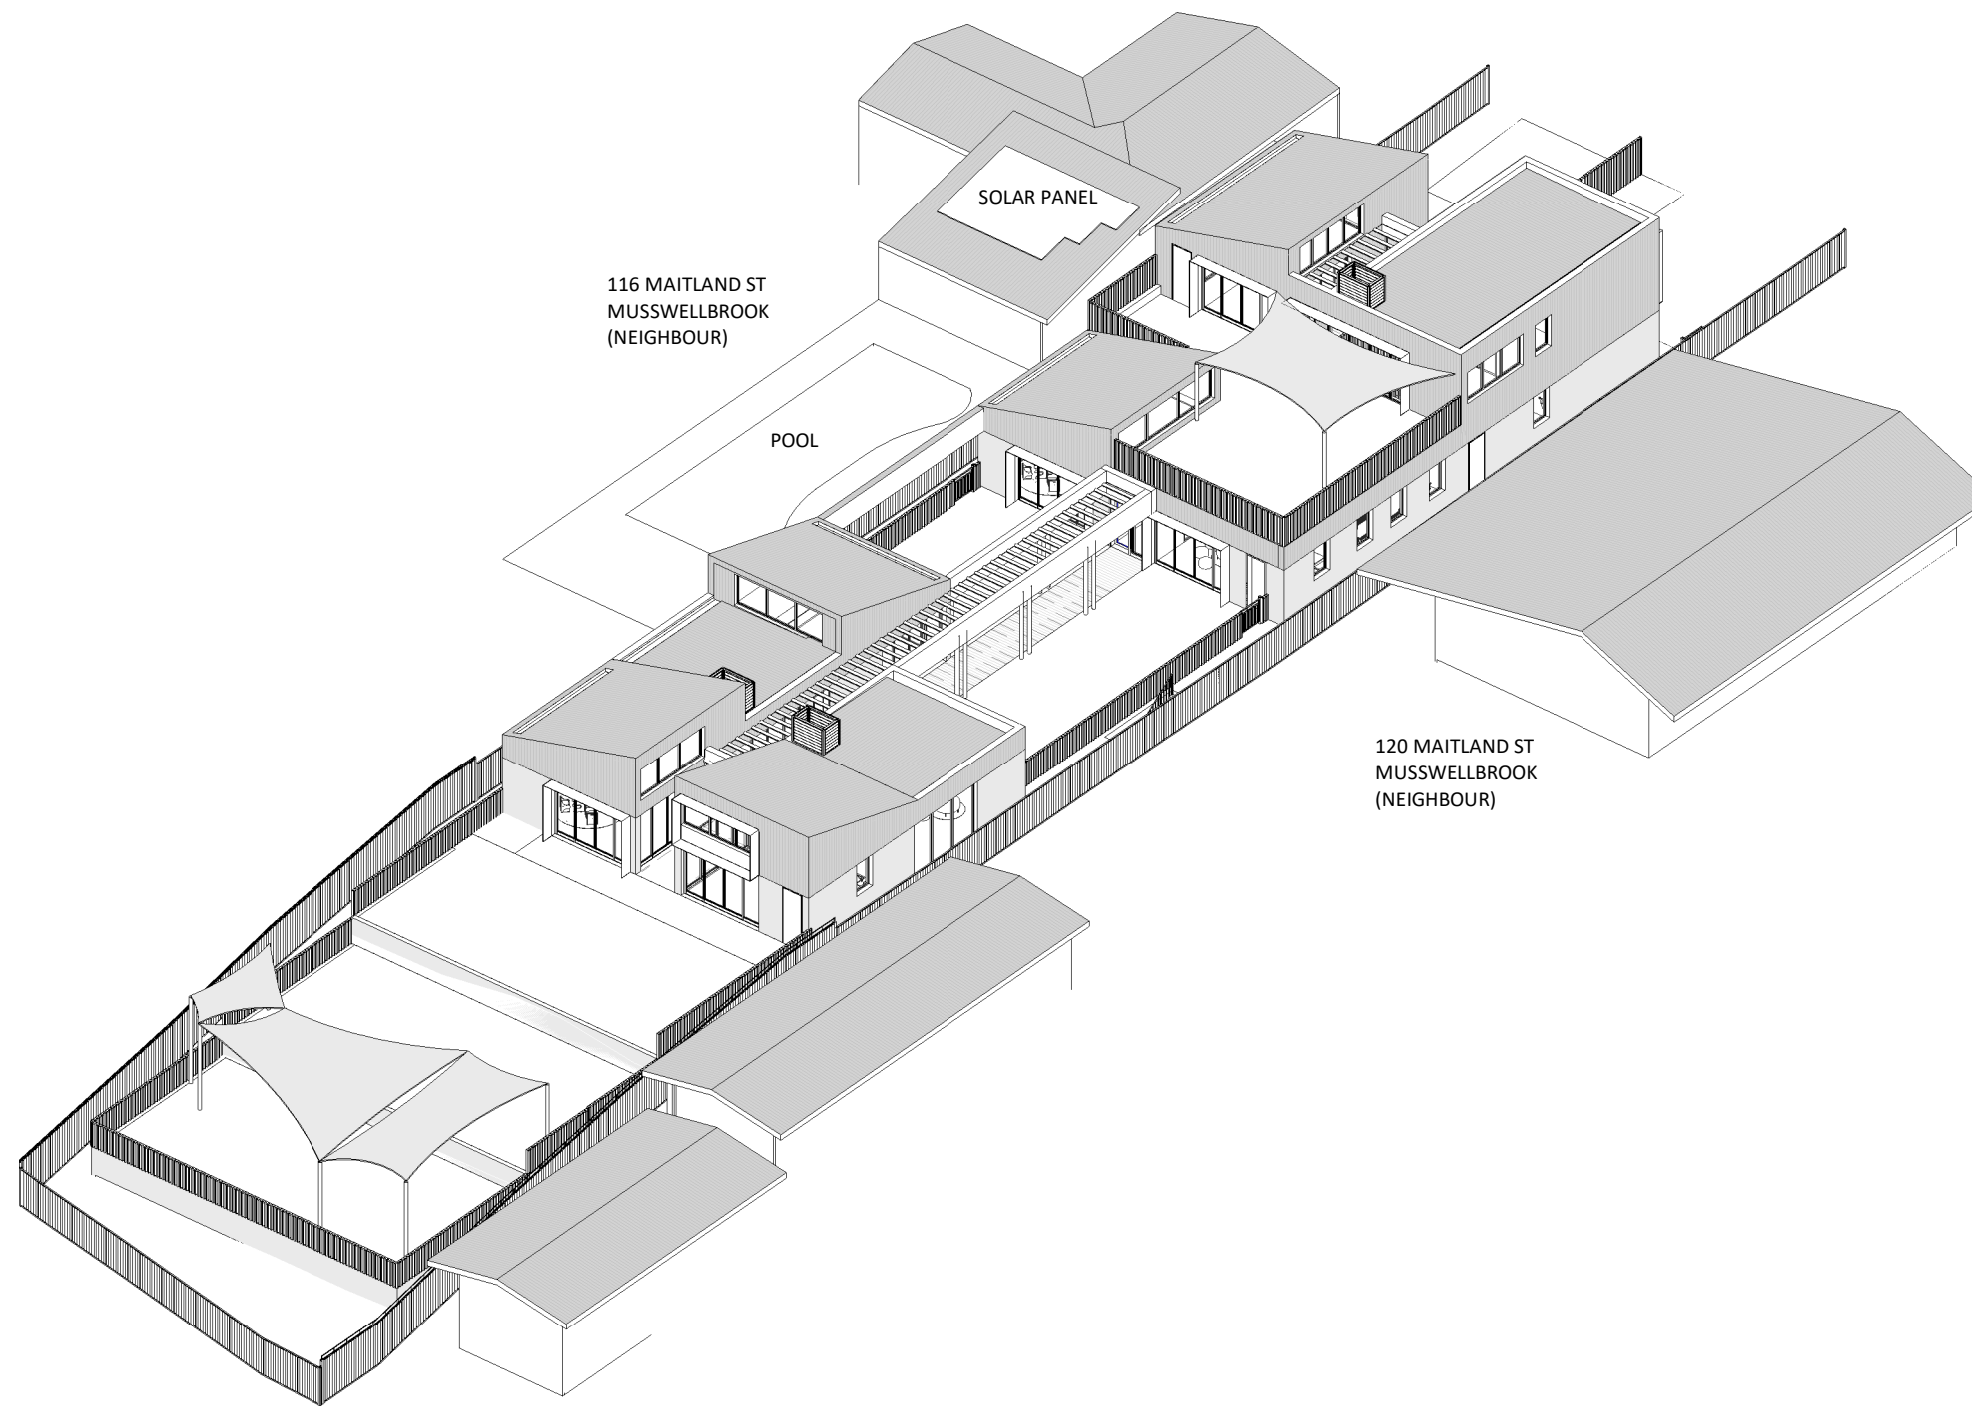 SOLAR PANEL
116 MAITLAND ST
MUSSWELLBROOK
(NEIGHBOUR)
POOL
120 MAITLAND ST
MUSSWELLBROOK
(NEIGHBOUR)